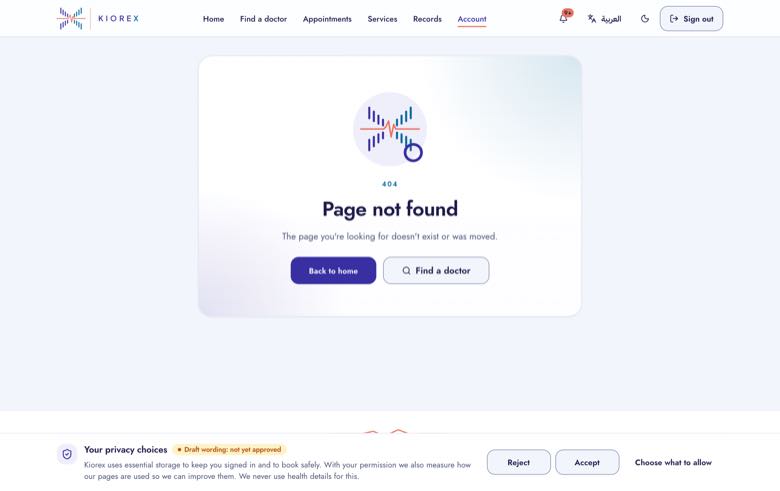 KIOREX
Home Find a doctor Appointments Services Records Account
9+
العربية
Sign out
404
Page not found
The page you're looking for doesn't exist or was moved.
Back to home
Find a doctor
Your privacy choices
Draft wording: not yet approved
Kiorex uses essential storage to keep you signed in and to book safely. With your permission we also measure how
our pages are used so we can improve them. We never use health details for this.
Reject
Accept
Choose what to allow